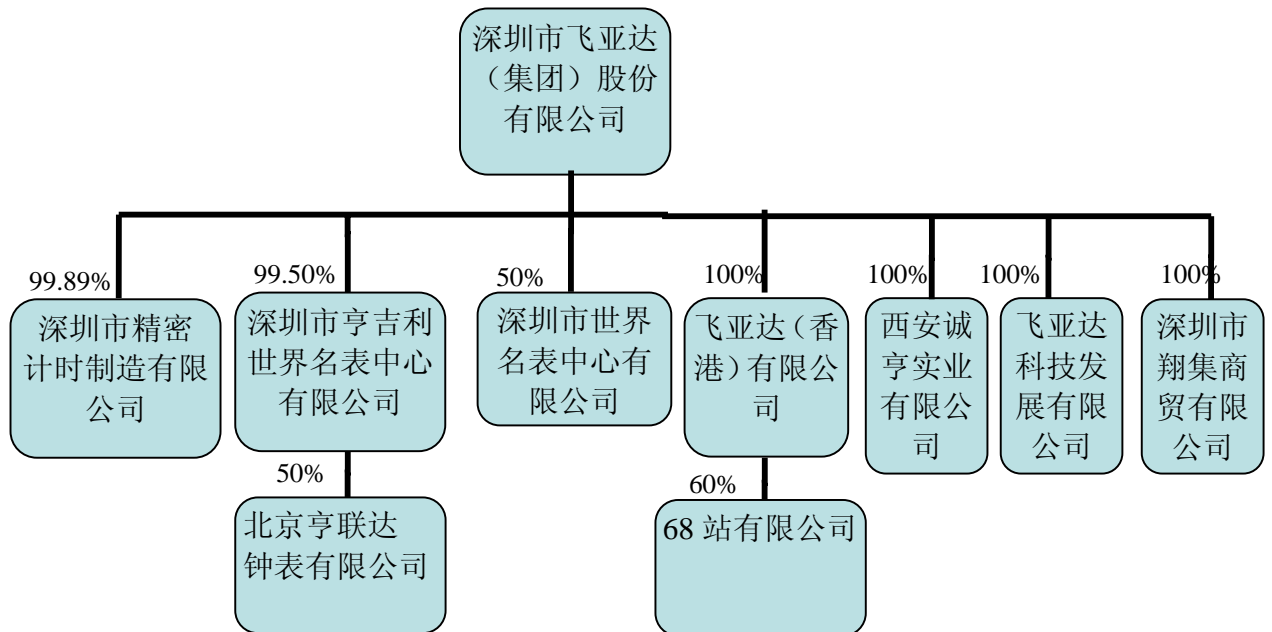 深圳市飞亚达
（集团）股份
有限公司
99.89%
99.50%
50%
100%
100%
100%
100%
深圳市精密
计时制造有限
公司
深圳市亨吉利
世界名表中心
有限公司
深圳市世界
名表中心有
限公司
飞亚达（香
港）有限公
司
西安诚
亨实业
有限公
司
飞亚达
科技发
展有限
公司
深圳市
翔集商
贸有限
公司
50%
60%
北京亨联达
钟表有限公司
68 站有限公司